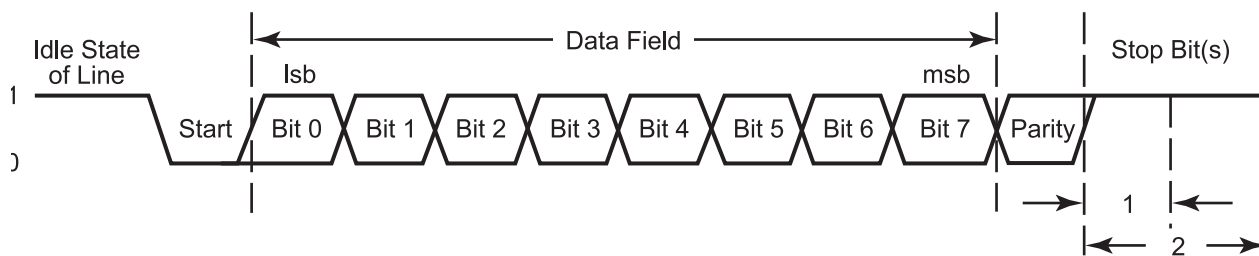 Idle State
of Line
Data Field
Stop Bit(s)
lsb
msb
1
Start
Bit 0
Bit 1
Bit 2
Bit 3
Bit 4
Bit 5
Bit 6
Bit 7
Parity
0
1
2